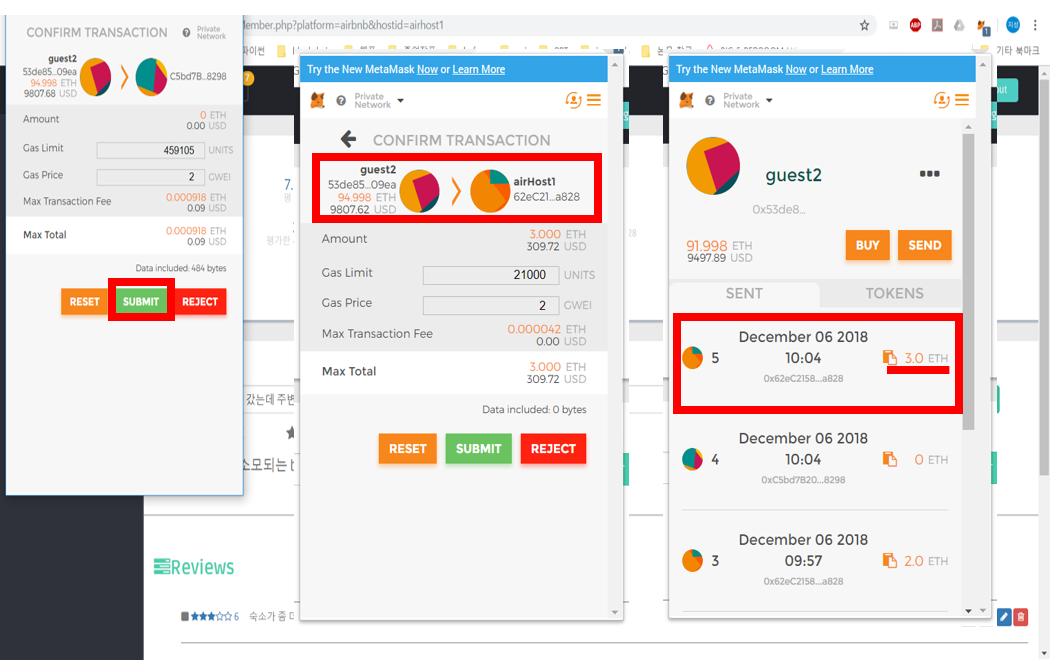 Member.php?platform=airbnb&hostid=airhost1
기타 북마크
CONFIRM TRANSACTION
Private
Network
guest2
53de85...09ea
94.998 ETH
9807.68 USD
C5bd7B...8298
Amount
0 ETH
0.00 USD
Gas Limit
459105
UNITS
Gas Price
2
GWEI
Max Transaction Fee
0.000918 ETH
0.09 USD
Max Total
0.000918 ETH
0.09 USD
Data included: 484 bytes
RESET
SUBMIT
REJECT
Try the New MetaMask Now or Learn More
Private
Network
CONFIRM TRANSACTION
guest2
53de85...09ea
94.998 ETH
9807.62 USD
airHost1
62eC21...a828
Amount
3.000 ETH
309.72 USD
Gas Limit
21000
UNITS
Gas Price
2
GWEI
Max Transaction Fee
0.000042 ETH
0.00 USD
Max Total
3.000 ETH
309.72 USD
Data included: 0 bytes
RESET
SUBMIT
REJECT
Try the New MetaMask Now or Learn More
Private
Network
guest2
0x53de8...
91.998 ETH
9497.89 USD
BUY
SEND
SENT
TOKENS
December 06 2018
5
10:04
3.0 ETH
0x62eC2158...a828
December 06 2018
4
10:04
0 ETH
0xC5bd7B20...8298
December 06 2018
3
09:57
2.0 ETH
0x62eC2158...a828
7.
28
갔는데 주변
소모되는
Reviews
6
숙소가 좀